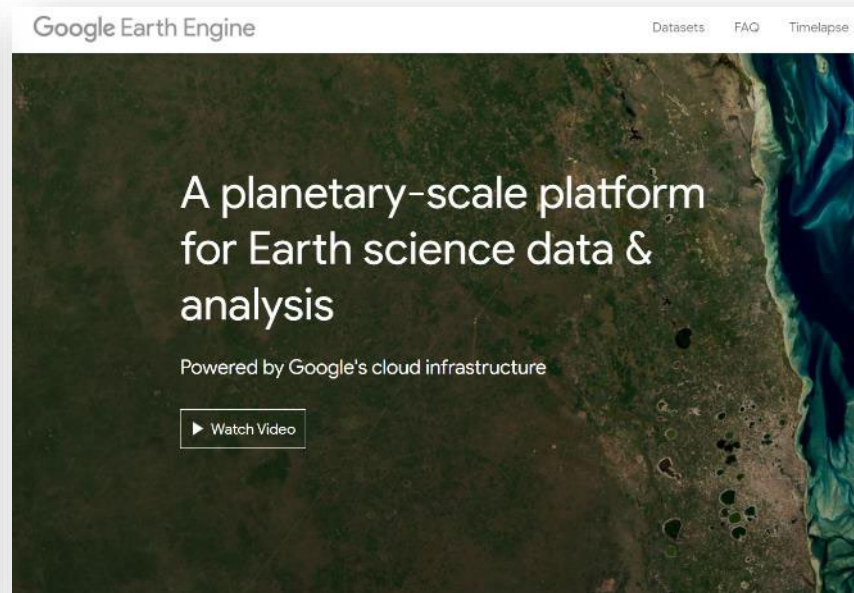 Google Earth Engine
Datasets FAQ Timelapse
A planetary-scale platform
for Earth science data &
analysis
Powered by Google's cloud infrastructure
Watch Video